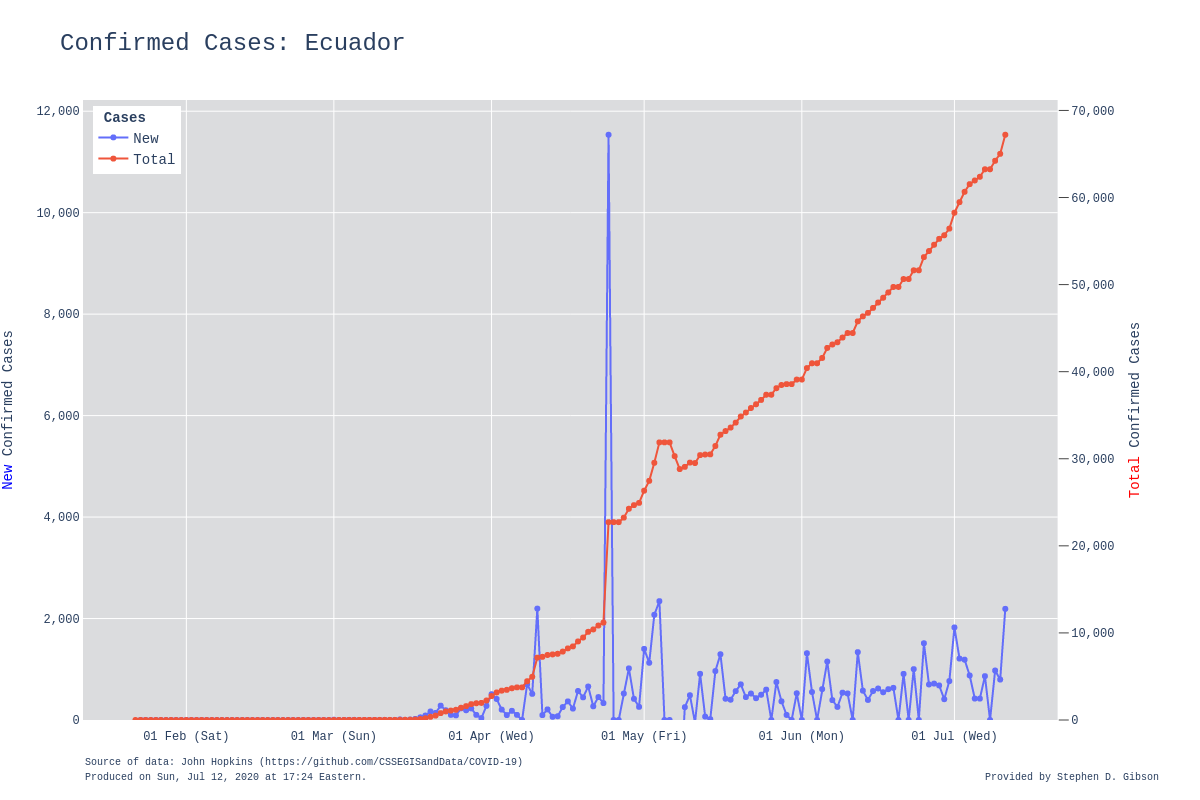 Confirmed Cases: Ecuador
Cases
New
Total
12,000
10,000
8,000
6,000
4,000
2,000
0
70,000
60,000
50,000
40,000
30,000
20,000
10,000
0
New Confirmed Cases
Total Confirmed Cases
01 Feb (Sat)
01 Mar (Sun)
01 Apr (Wed)
01 May (Fri)
01 Jun (Mon)
01 Jul (Wed)
Source of data: John Hopkins (https://github.com/CSSEGISandData/COVID-19)
Produced on Sun, Jul 12, 2020 at 17:24 Eastern.
Provided by Stephen D. Gibson